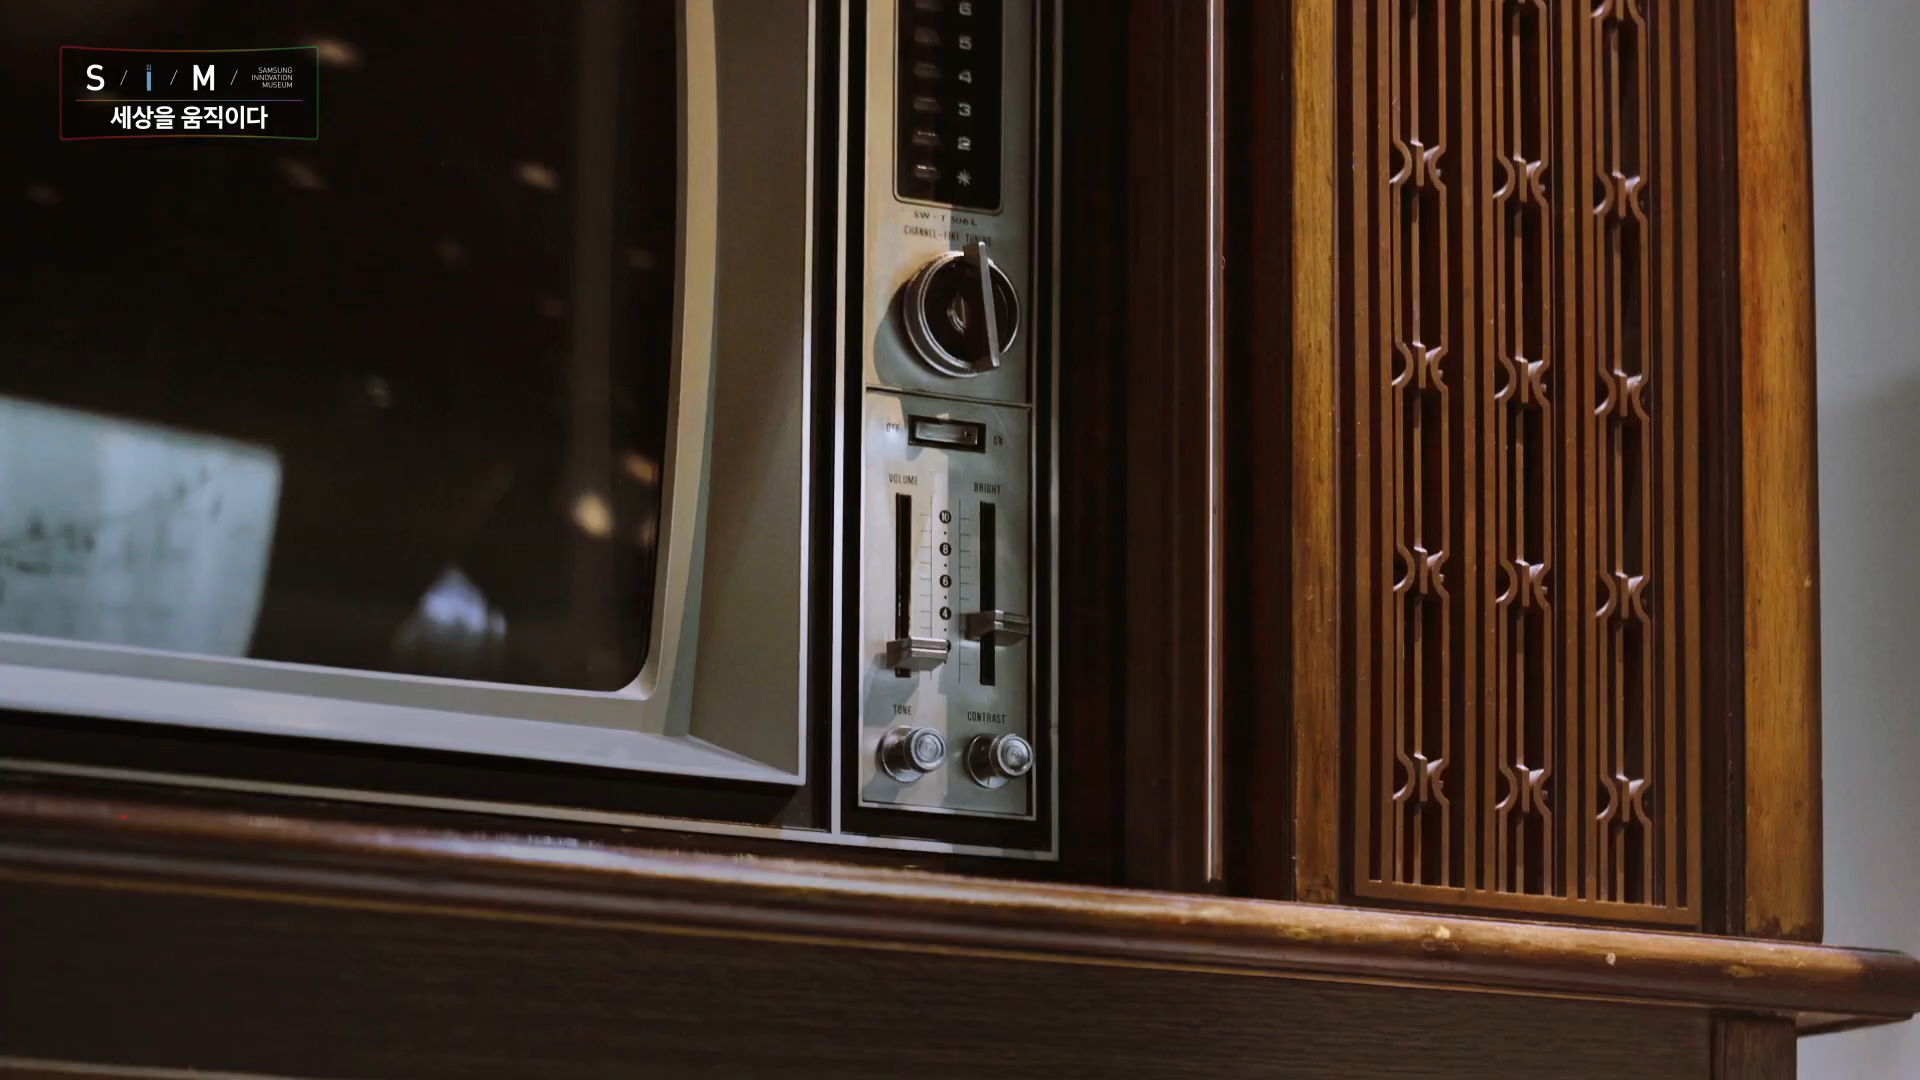 S / i / M / SAMSUNG
INNOVATION
MUSEUM
세상을 움직이다
6
5
4
3
2
*
CHANNEL-FINE TUNING
OFF
ON
VOLUME
BRIGHT
10
8
6
4
TONE
CONTRAST